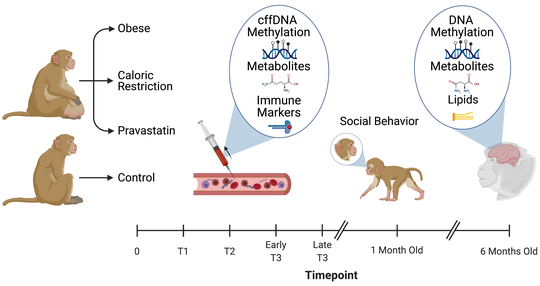 Obese
Caloric
Restriction
Pravastatin
Control
cffDNA
Methylation
Metabolites
Immune
Markers
Social Behavior
DNA
Methylation
Metabolites
Lipids
0
T1
T2
Early
T3
Late
T3
1 Month Old
6 Months Old
Timepoint